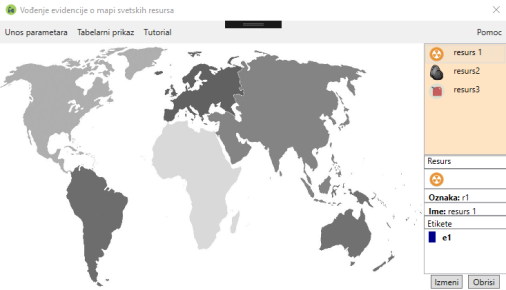 Vođenje evidencije o mapi svetskih resursa
Unos parametara Tabelarni prikaz Tutorial Pomoc
resurs 1
resurs2
resurs3
Resurs
Oznaka: r1
Ime: resurs 1
Etikete
e1
Izmeni Obrisi